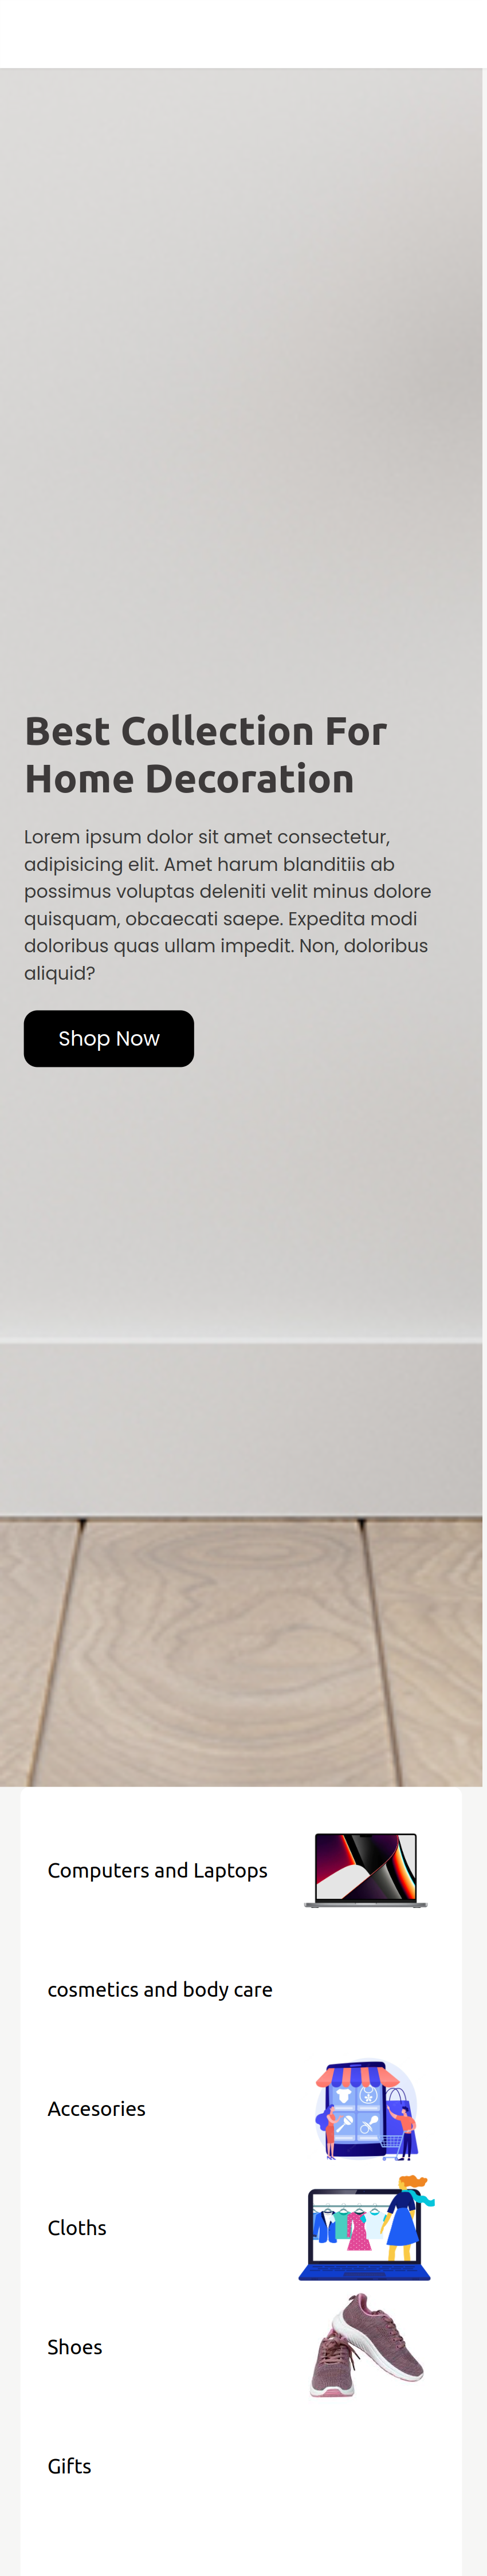 Best Collection For
Home Decoration
Lorem ipsum dolor sit amet consectetur,
adipisicing elit. Amet harum blanditiis ab
possimus voluptas deleniti velit minus dolore
quisquam, obcaecati saepe. Expedita modi
doloribus quas ullam impedit. Non, doloribus
aliquid?
Shop Now
Computers and Laptops
cosmetics and body care
Accesories
Cloths
Shoes
Gifts